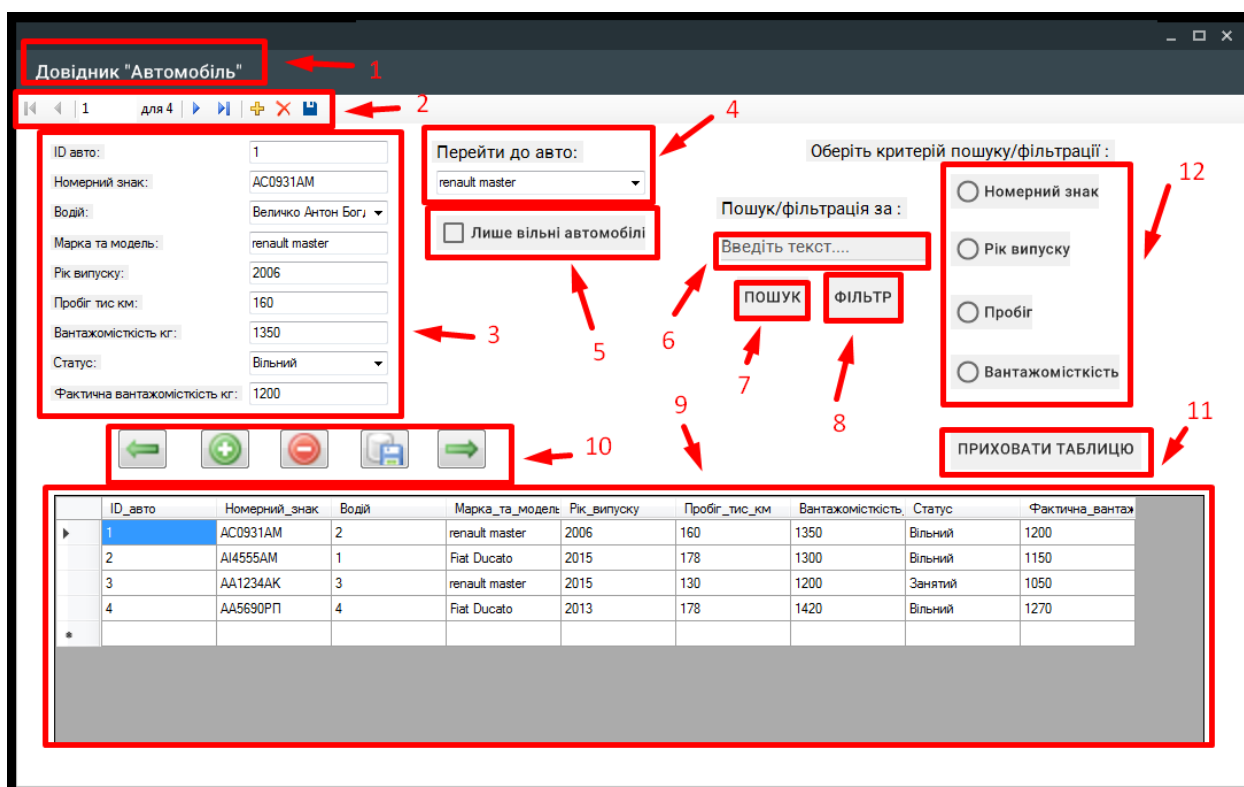 Довідник "Автомобіль"
1
1 для 4
2
ID авто: 1
Номерний знак: AC0931AM
Водій: Величко Антон Бог
Марка та модель: renault master
Рік випуску: 2006
Пробіг тис км: 160
Вантажомісткість кг: 1350
Статус: Вільний
Фактична вантажомісткість кг: 1200
3
Перейти до авто:
renault master
4
Лише вільні автомобілі
5
Пошук/фільтрація за :
Введіть текст....
6
ПОШУК
7
ФІЛЬТР
8
Оберіть критерій пошуку/фільтрації :
12
Номерний знак
Рік випуску
Пробіг
Вантажомісткість
10
9
11
ПРИХОВАТИ ТАБЛИЦЮ
ID_авто Номерний_знак Водій Марка_та_модель Рік_випуску Пробіг_тис_км Вантажомісткість_ Статус Фактична_вантаж
1 AC0931AM 2 renault master 2006 160 1350 Вільний 1200
2 AI4555AM 1 Fiat Ducato 2015 178 1300 Вільний 1150
3 AA1234AK 3 renault master 2015 130 1200 Занятий 1050
4 AA5690РП 4 Fiat Ducato 2013 178 1420 Вільний 1270